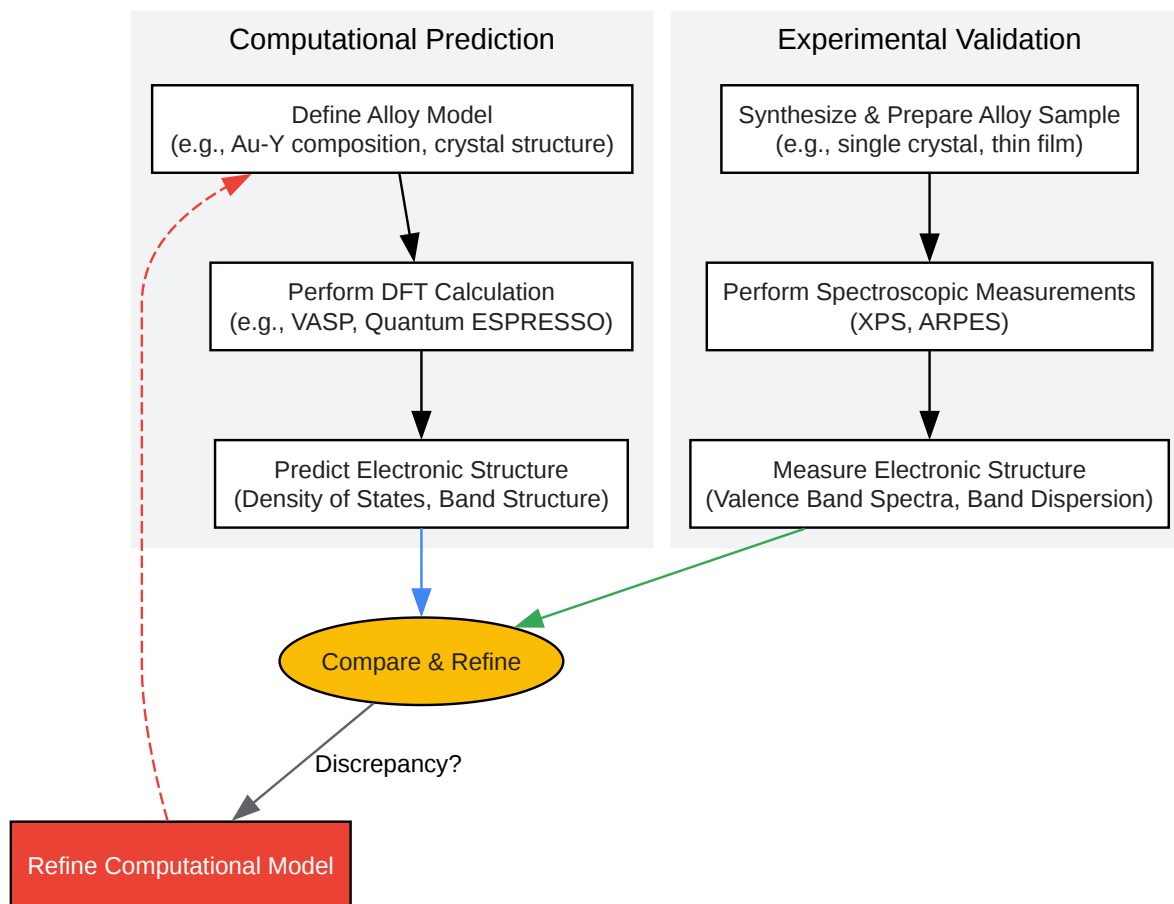 Computational Prediction
Define Alloy Model
(e.g., Au-Y composition, crystal structure)
Perform DFT Calculation
(e.g., VASP, Quantum ESPRESSO)
Predict Electronic Structure
(Density of States, Band Structure)
Experimental Validation
Synthesize & Prepare Alloy Sample
(e.g., single crystal, thin film)
Perform Spectroscopic Measurements
(XPS, ARPES)
Measure Electronic Structure
(Valence Band Spectra, Band Dispersion)
Compare & Refine
Discrepancy?
Refine Computational Model